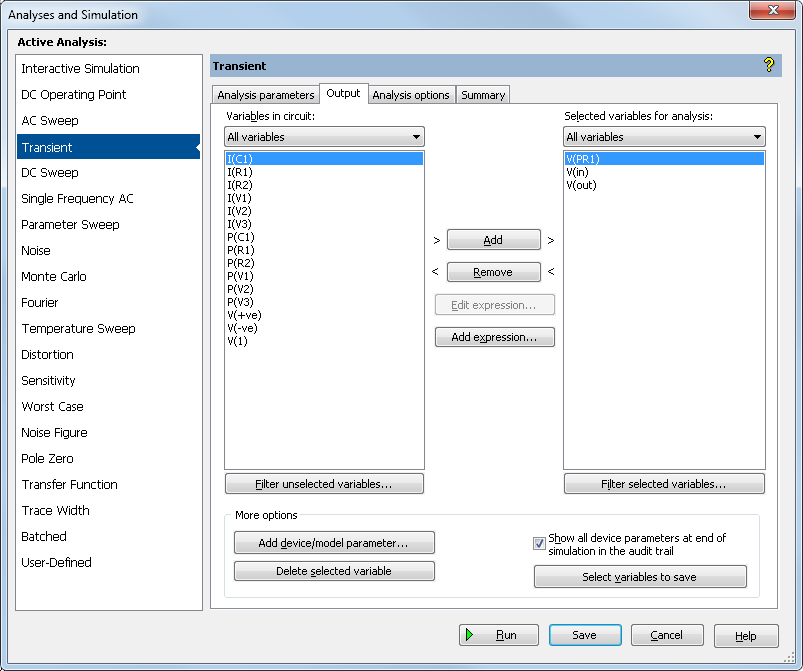 Analyses and Simulation
Active Analysis:
Interactive Simulation
DC Operating Point
AC Sweep
Transient
DC Sweep
Single Frequency AC
Parameter Sweep
Noise
Monte Carlo
Fourier
Temperature Sweep
Distortion
Sensitivity
Worst Case
Noise Figure
Pole Zero
Transfer Function
Trace Width
Batched
User-Defined
Transient
?
Analysis parameters Output Analysis options Summary
Variables in circuit:
All variables
I(C1)
I(R1)
I(R2)
I(V1)
I(V2)
I(V3)
P(C1)
P(R1)
P(R2)
P(V1)
P(V2)
P(V3)
V(+ve)
V(-ve)
V(1)
Filter unselected variables...
> Add >
< Remove <
Edit expression...
Add expression...
Selected variables for analysis:
All variables
V(PR1)
V(in)
V(out)
Filter selected variables...
More options
Add device/model parameter...
Delete selected variable
Show all device parameters at end of
simulation in the audit trail
Select variables to save
Run Save Cancel Help